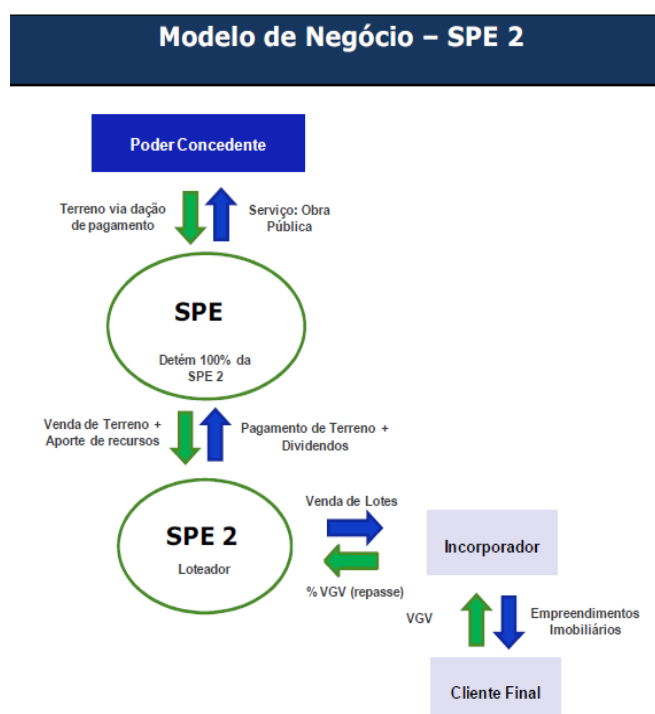 Modelo de Negócio – SPE 2
Poder Concedente
Terreno via dação
de pagamento
Serviço: Obra
Pública
SPE
Detém 100% da
SPE 2
Venda de Terreno +
Aporte de recursos
Pagamento de Terreno +
Dividendos
SPE 2
Loteador
Venda de Lotes
% VGV (repasse)
Incorporador
VGV
Empreendimentos
Imobiliários
Cliente Final